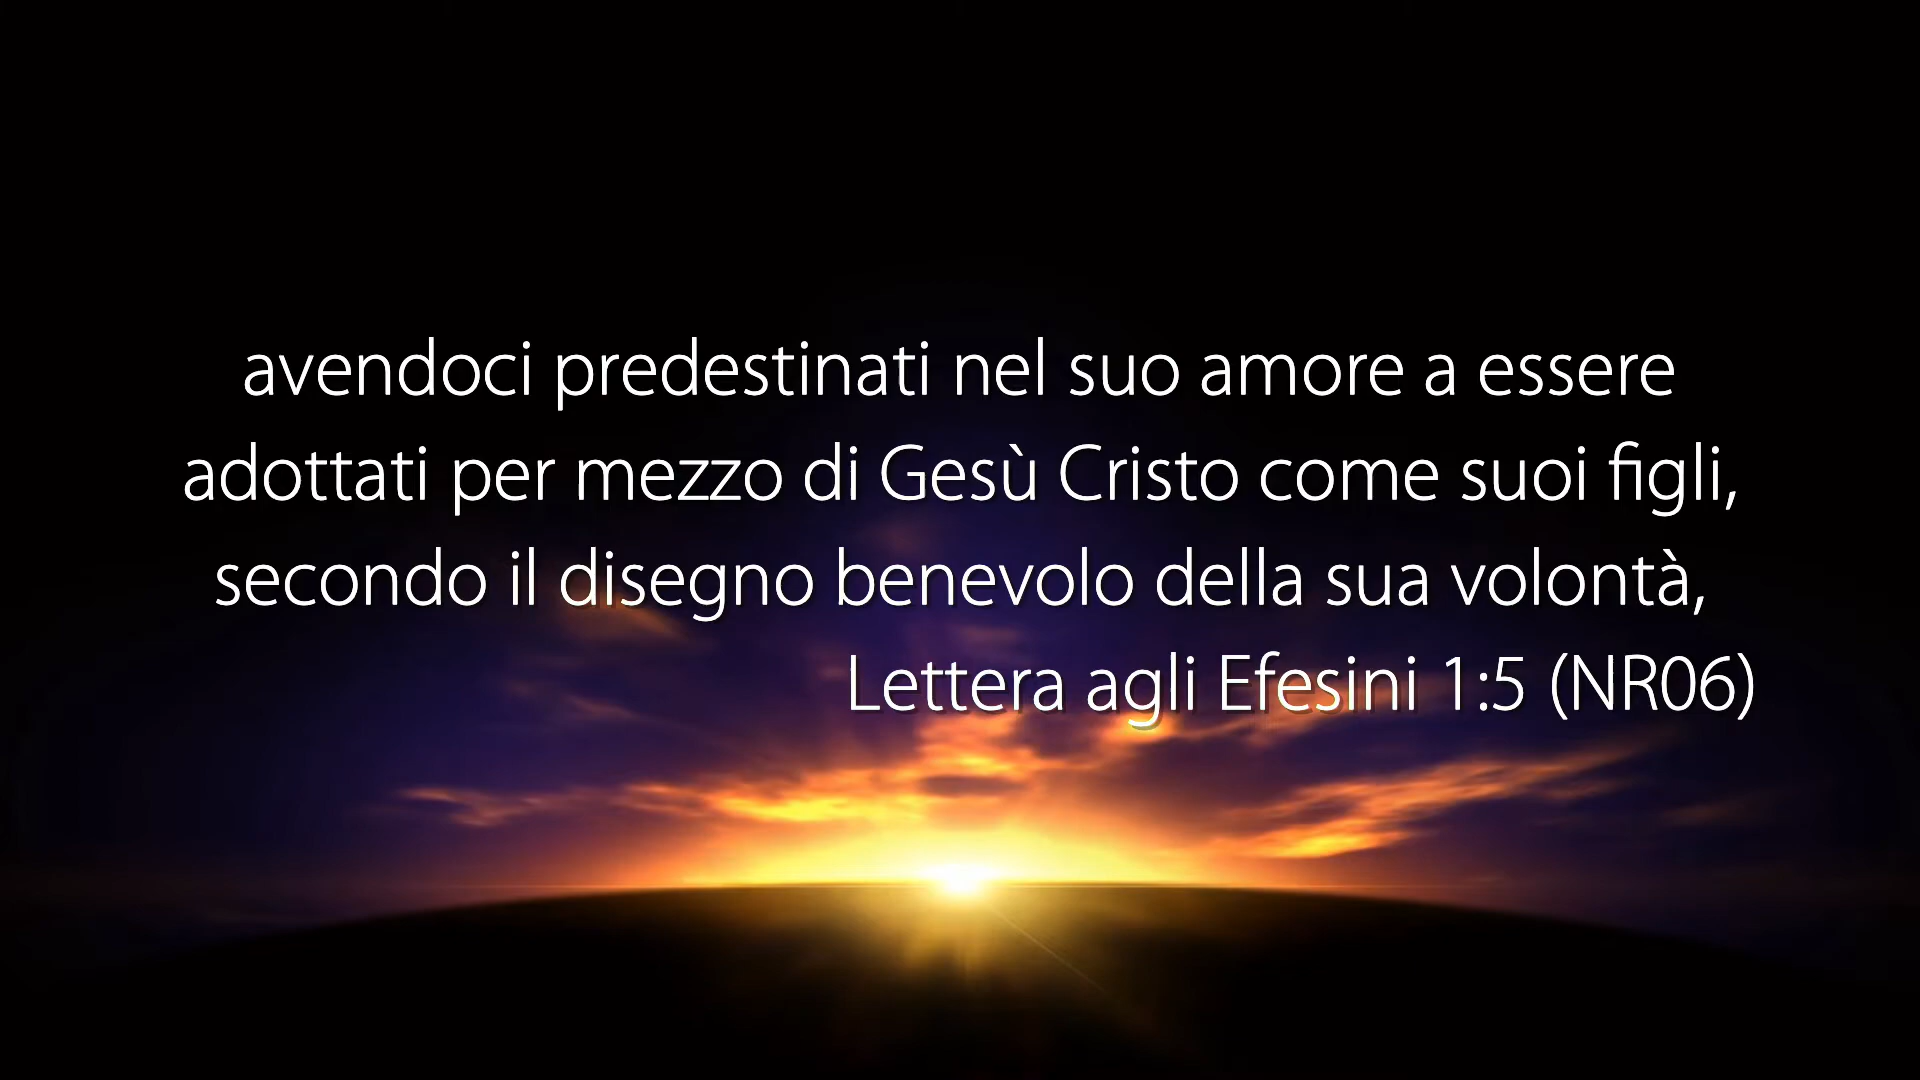 avendoci predestinati nel suo amore a essere
adottati per mezzo di Gesù Cristo come suoi figli,
secondo il disegno benevolo della sua volontà,
Lettera agli Efesini 1:5 (NR06)